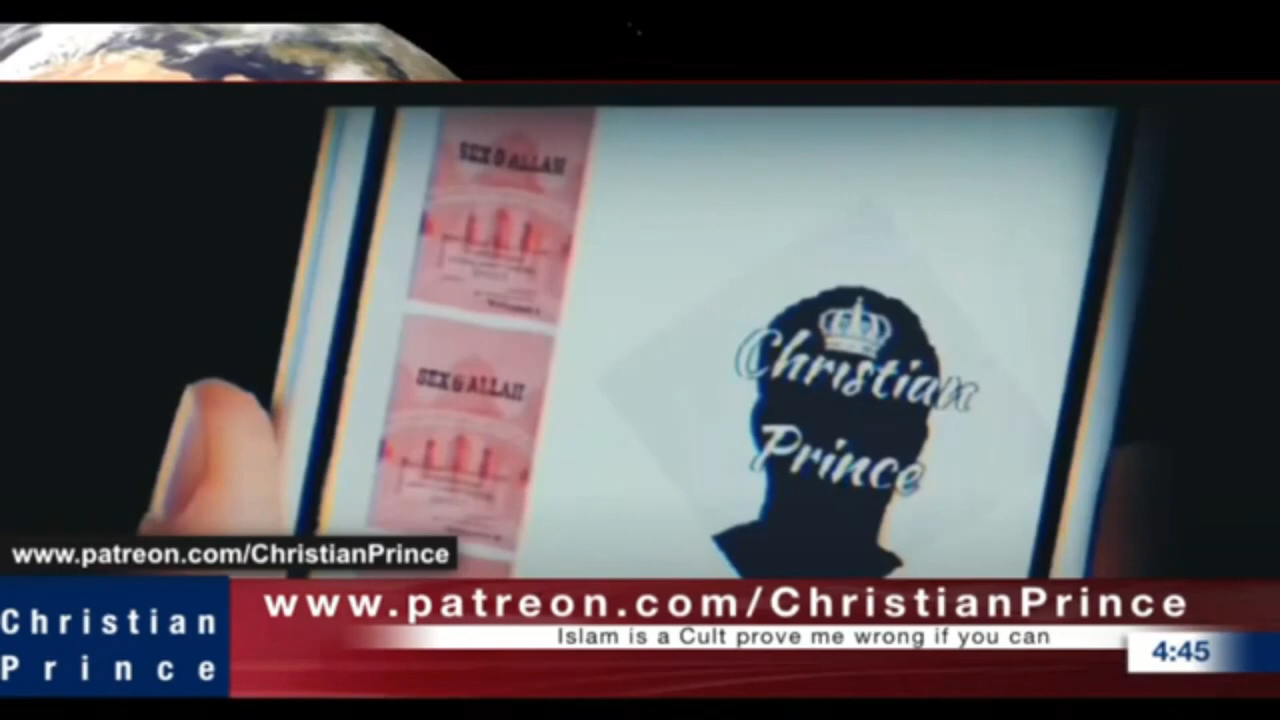 SEX & ALLAH
SEX & ALLAH
Christian
Prince
www.patreon.com/ChristianPrince
Christian
Prince
www.patreon.com/ChristianPrince
Islam is a Cult prove me wrong if you can
4:45